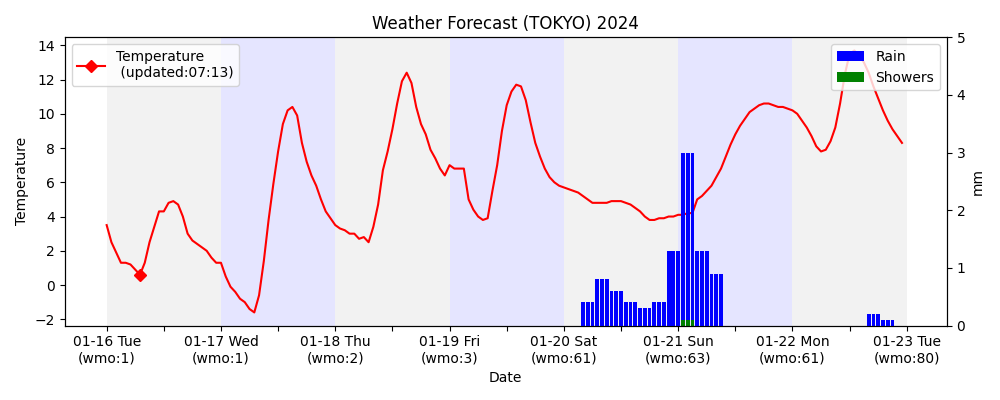 Weather Forecast (TOKYO) 2024
Temperature
(updated:07:13)
Rain
Showers
Temperature
14
12
10
8
6
4
2
0
−2
5
4
3
2
1
0
mm
01-16 Tue
(wmo:1)
01-17 Wed
(wmo:1)
01-18 Thu
(wmo:2)
01-19 Fri
(wmo:3)
01-20 Sat
(wmo:61)
01-21 Sun
(wmo:63)
01-22 Mon
(wmo:61)
01-23 Tue
(wmo:80)
Date